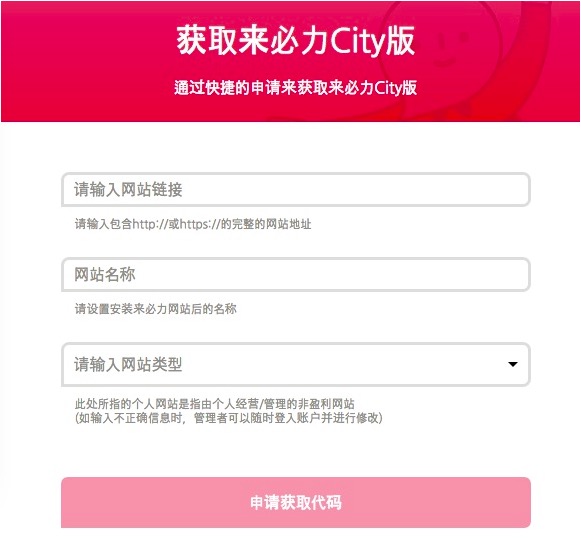 获取来必力City版
通过快捷的申请来获取来必力City版
请输入网站链接
请输入包含http://或https://的完整的网站地址
网站名称
请设置安装来必力网站后的名称
请输入网站类型
此处所指的个人网站是指由个人经营/管理的非盈利网站
(如输入不正确信息时，管理者可以随时登入账户并进行修改)
申请获取代码